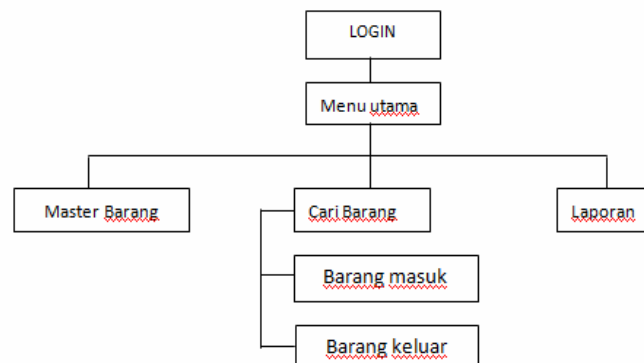 LOGIN
Menu utama
Master Barang
Cari Barang
Laporan
Barang masuk
Barang keluar